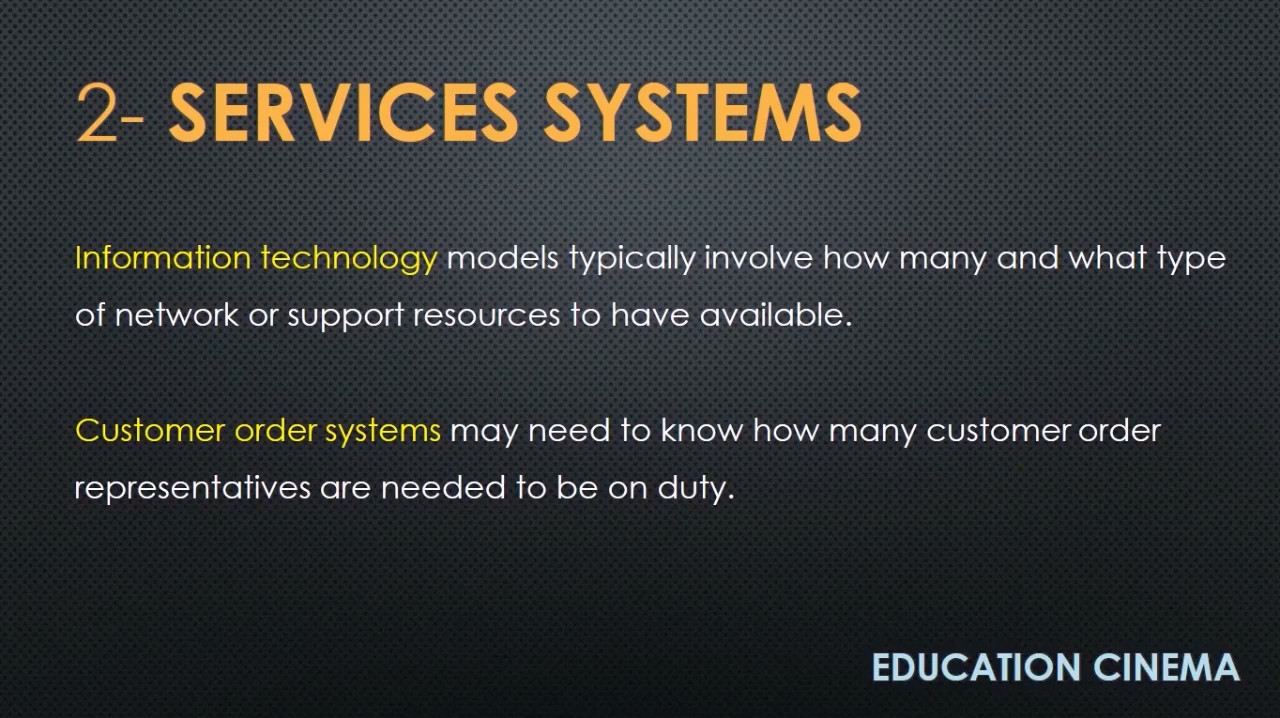 2- SERVICES SYSTEMS
Information technology models typically involve how many and what type
of network or support resources to have available.
Customer order systems may need to know how many customer order
representatives are needed to be on duty.
EDUCATION CINEMA